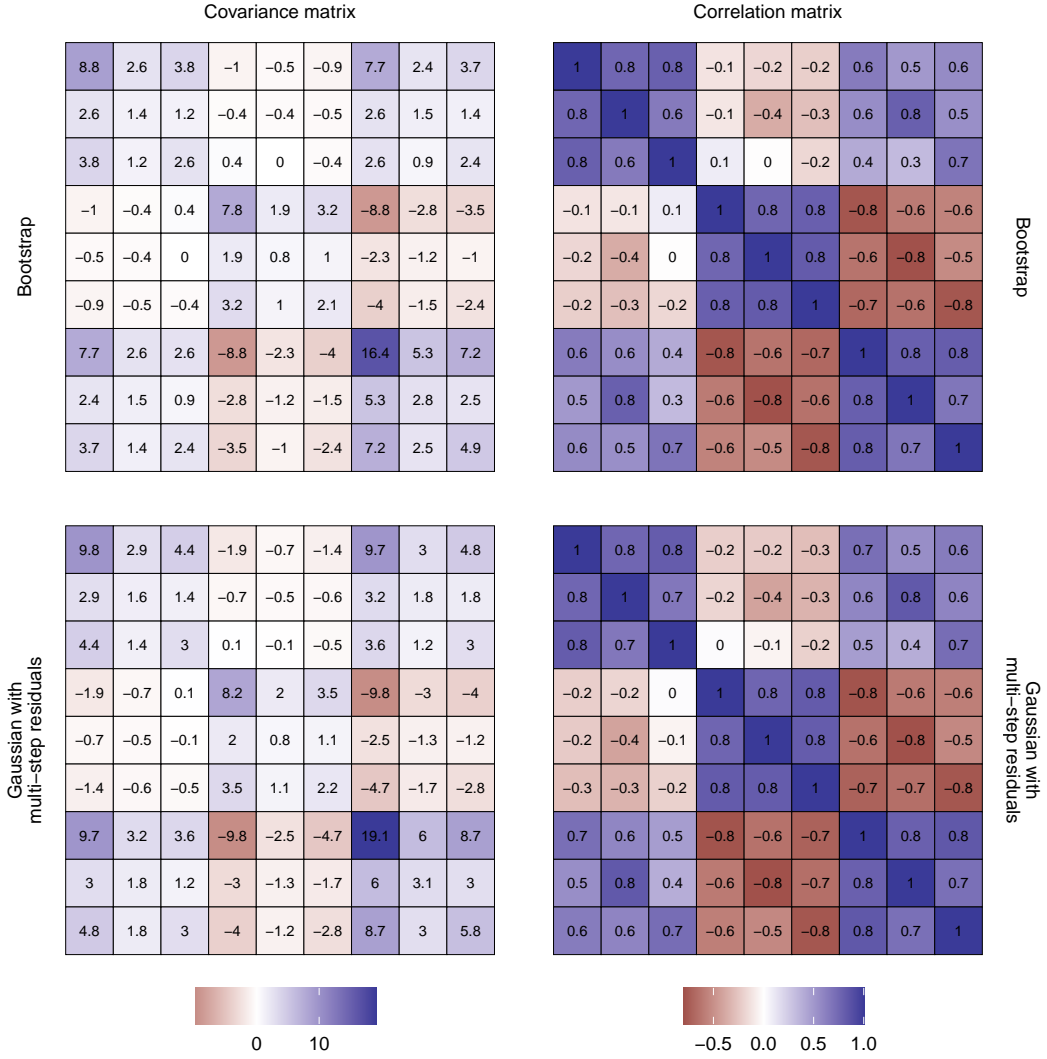 Covariance matrix
Correlation matrix
Bootstrap
8.8 2.6 3.8 −1 −0.5 −0.9 7.7 2.4 3.7
2.6 1.4 1.2 −0.4 −0.4 −0.5 2.6 1.5 1.4
3.8 1.2 2.6 0.4 0 −0.4 2.6 0.9 2.4
−1 −0.4 0.4 7.8 1.9 3.2 −8.8 −2.8 −3.5
−0.5 −0.4 0 1.9 0.8 1 −2.3 −1.2 −1
−0.9 −0.5 −0.4 3.2 1 2.1 −4 −1.5 −2.4
7.7 2.6 2.6 −8.8 −2.3 −4 16.4 5.3 7.2
2.4 1.5 0.9 −2.8 −1.2 −1.5 5.3 2.8 2.5
3.7 1.4 2.4 −3.5 −1 −2.4 7.2 2.5 4.9
1 0.8 0.8 −0.1 −0.2 −0.2 0.6 0.5 0.6
0.8 1 0.6 −0.1 −0.4 −0.3 0.6 0.8 0.5
0.8 0.6 1 0.1 0 −0.2 0.4 0.3 0.7
−0.1 −0.1 0.1 1 0.8 0.8 −0.8 −0.6 −0.6
−0.2 −0.4 0 0.8 1 0.8 −0.6 −0.8 −0.5
−0.2 −0.3 −0.2 0.8 0.8 1 −0.7 −0.6 −0.8
0.6 0.6 0.4 −0.8 −0.6 −0.7 1 0.8 0.8
0.5 0.8 0.3 −0.6 −0.8 −0.6 0.8 1 0.7
0.6 0.5 0.7 −0.6 −0.5 −0.8 0.8 0.7 1
Bootstrap
Gaussian with
multi−step residuals
9.8 2.9 4.4 −1.9 −0.7 −1.4 9.7 3 4.8
2.9 1.6 1.4 −0.7 −0.5 −0.6 3.2 1.8 1.8
4.4 1.4 3 0.1 −0.1 −0.5 3.6 1.2 3
−1.9 −0.7 0.1 8.2 2 3.5 −9.8 −3 −4
−0.7 −0.5 −0.1 2 0.8 1.1 −2.5 −1.3 −1.2
−1.4 −0.6 −0.5 3.5 1.1 2.2 −4.7 −1.7 −2.8
9.7 3.2 3.6 −9.8 −2.5 −4.7 19.1 6 8.7
3 1.8 1.2 −3 −1.3 −1.7 6 3.1 3
4.8 1.8 3 −4 −1.2 −2.8 8.7 3 5.8
1 0.8 0.8 −0.2 −0.2 −0.3 0.7 0.5 0.6
0.8 1 0.7 −0.2 −0.4 −0.3 0.6 0.8 0.6
0.8 0.7 1 0 −0.1 −0.2 0.5 0.4 0.7
−0.2 −0.2 0 1 0.8 0.8 −0.8 −0.6 −0.6
−0.2 −0.4 −0.1 0.8 1 0.8 −0.6 −0.8 −0.5
−0.3 −0.3 −0.2 0.8 0.8 1 −0.7 −0.7 −0.8
0.7 0.6 0.5 −0.8 −0.6 −0.7 1 0.8 0.8
0.5 0.8 0.4 −0.6 −0.8 −0.7 0.8 1 0.7
0.6 0.6 0.7 −0.6 −0.5 −0.8 0.8 0.7 1
Gaussian with
multi−step residuals
0 10
−0.5 0.0 0.5 1.0